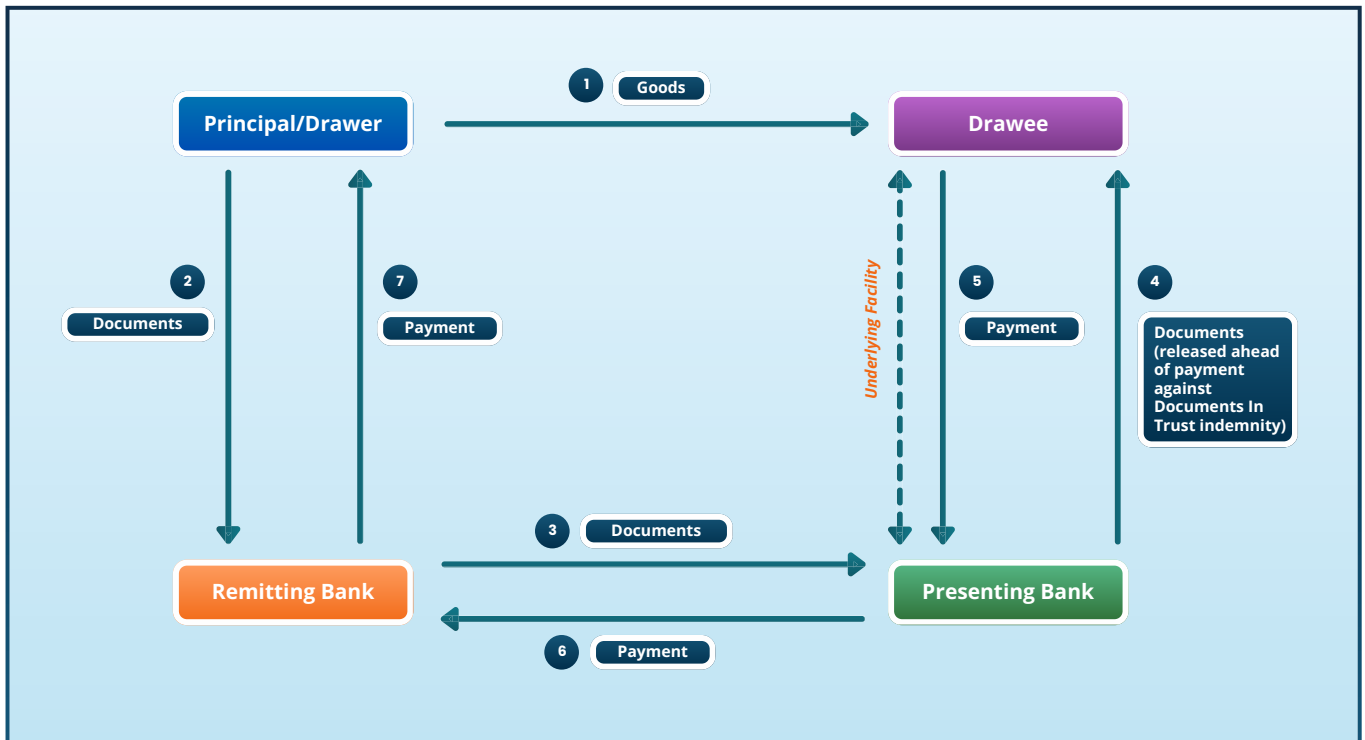 1
Goods
Principal/Drawer
Drawee
2
Documents
7
Payment
Underlying Facility
5
Payment
4
Documents
(released ahead
of payment
against
Documents In
Trust indemnity)
3
Documents
Remitting Bank
Presenting Bank
6
Payment